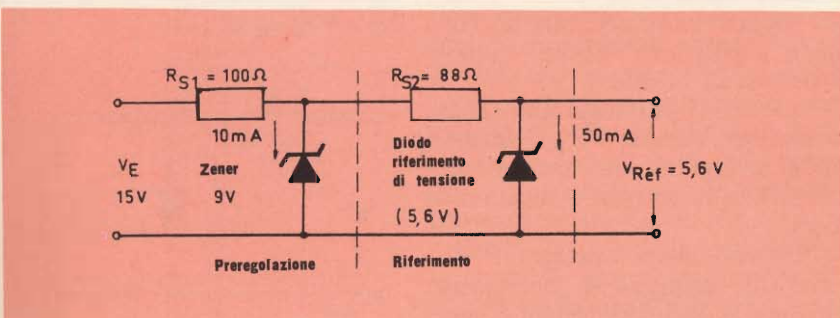 RS1 = 100Ω
RS2= 88Ω
10mA
50mA
VE
15V
Zener
9V
Diodo
riferimento
di tensione
(5,6V)
VRéf = 5,6 V
Preregolazione
Riferimento